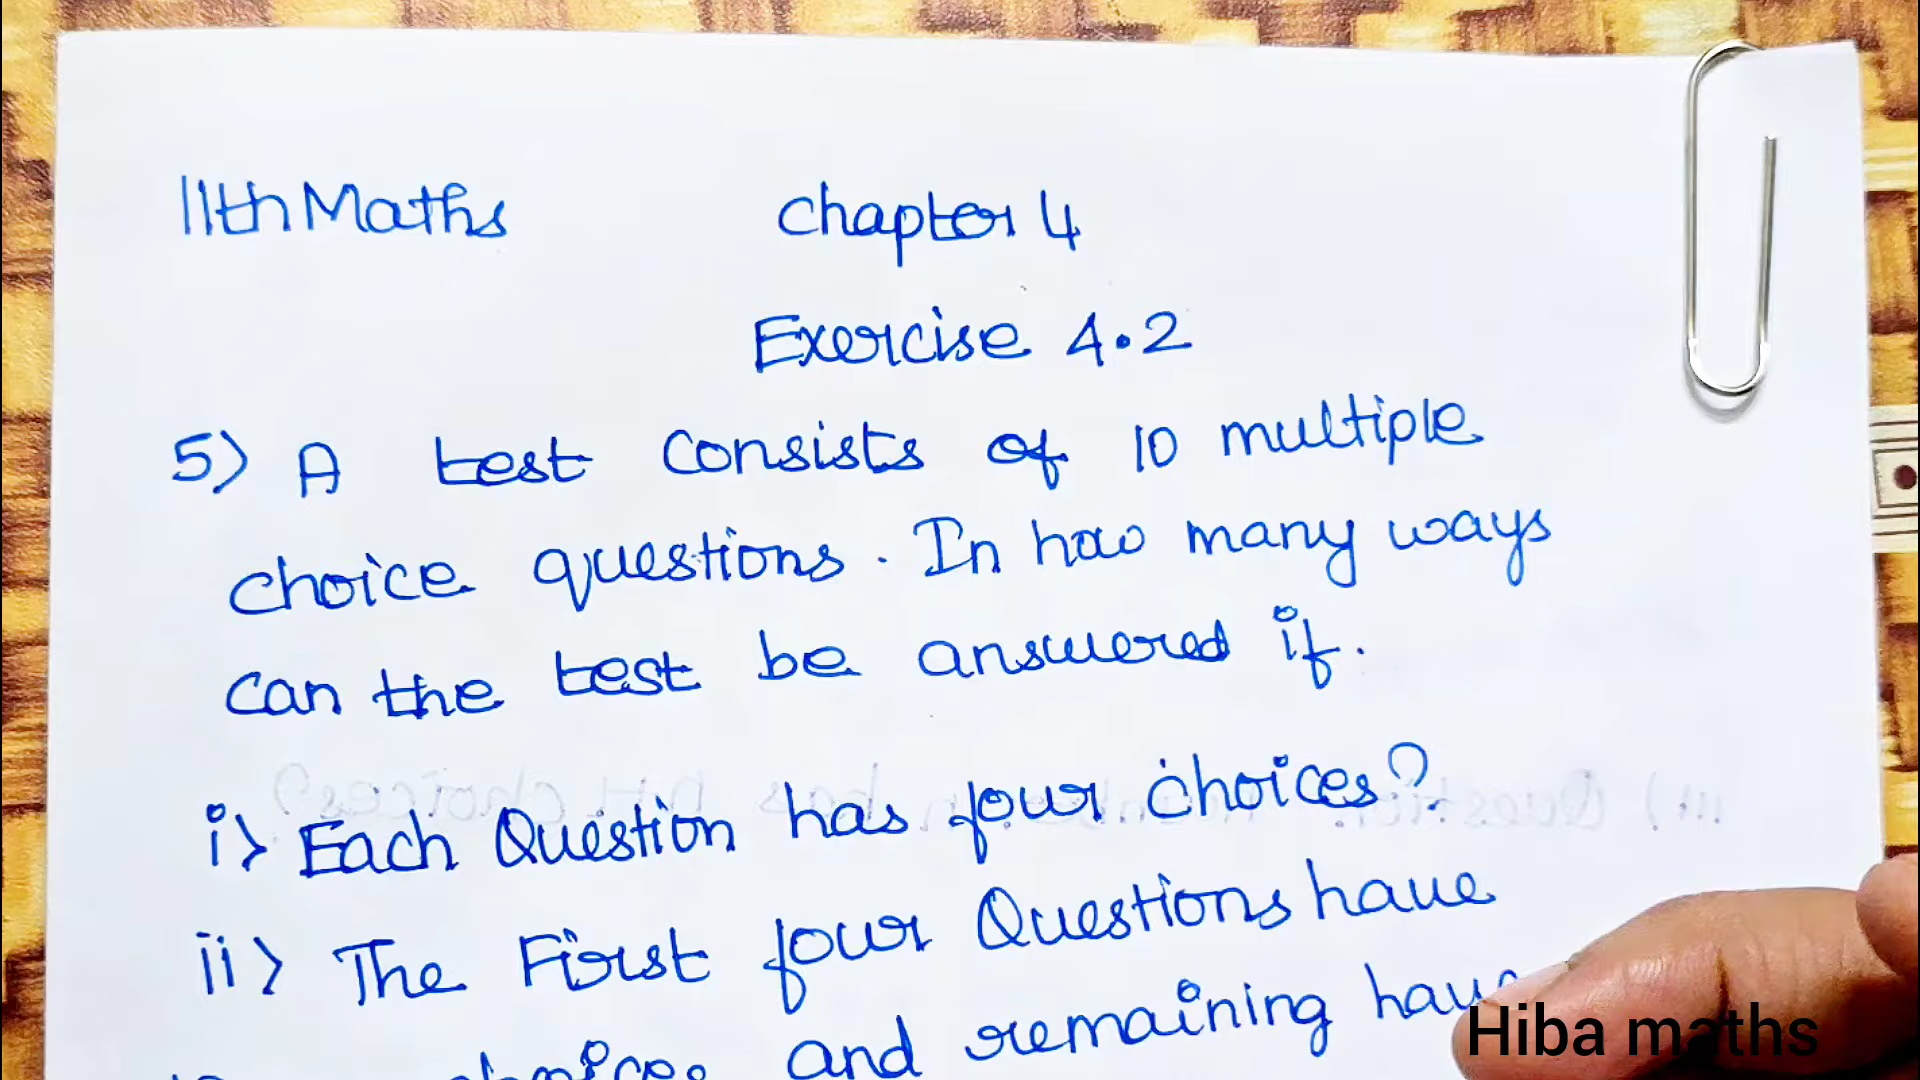 11th Maths Chapter 4
Exercise 4.2
5) A test consists of 10 multiple
choice questions. In how many ways
can the test be answered if.
i) Each Question has four choices?
ii) The First four Questions have
choices and remaining have
Hiba maths